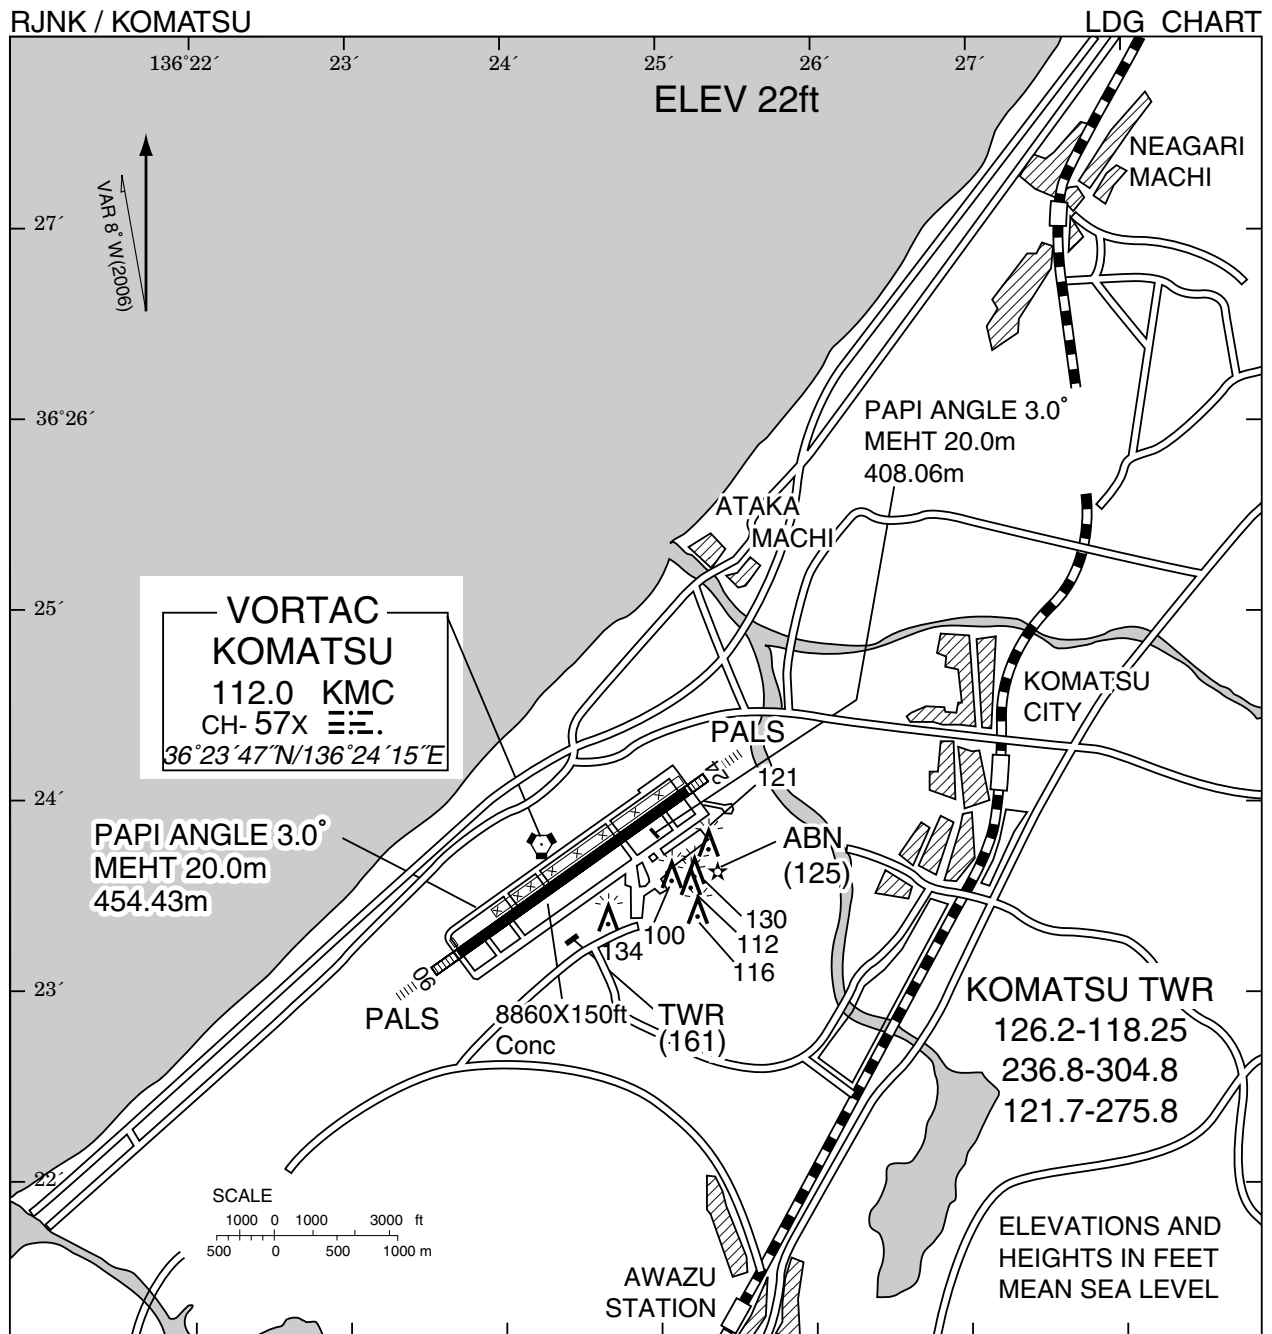 RJNK / KOMATSU
LDG CHART
136°22´
23´
24´
25´
26´
27´
ELEV 22ft
NEAGARI
MACHI
VAR 8°W(2006)
27´
36°26´
PAPI ANGLE 3.0°
MEHT 20.0m
408.06m
ATAKA
MACHI
25´
VORTAC
KOMATSU
112.0 KMC
CH- 57X
36°23´47˝N/136°24´15˝E
KOMATSU
CITY
PALS
24
121
24´
PAPI ANGLE 3.0°
MEHT 20.0m
454.43m
ABN
(125)
130
100
112
134
116
06
23´
PALS
8860X150ft
Conc
TWR
(161)
KOMATSU TWR
126.2-118.25
236.8-304.8
121.7-275.8
22´
SCALE
1000 0 1000 3000 ft
500 0 500 1000 m
AWAZU
STATION
ELEVATIONS AND
HEIGHTS IN FEET
MEAN SEA LEVEL